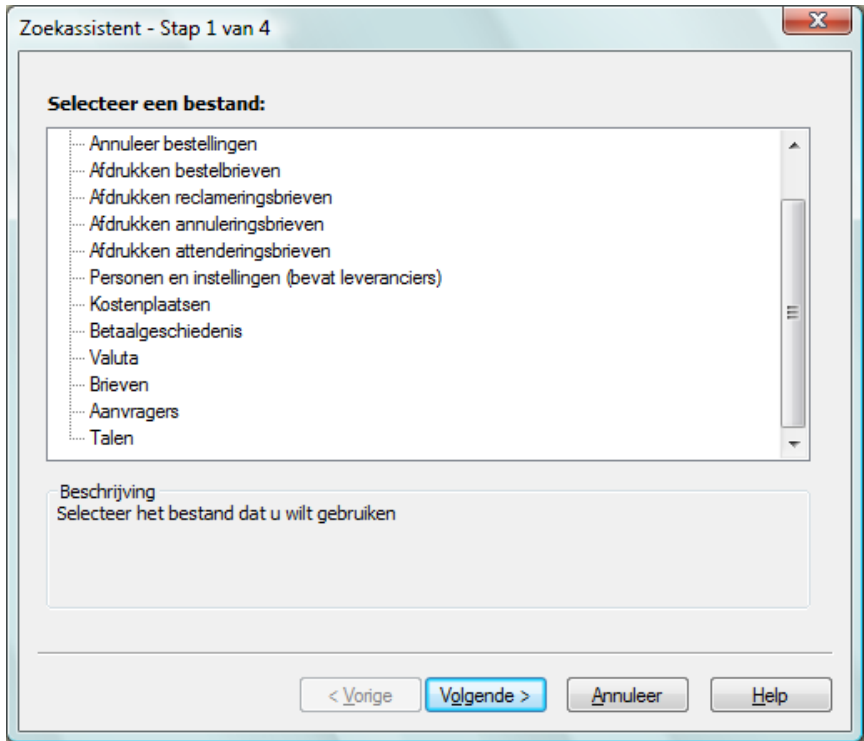 Zoekassistent - Stap 1 van 4
Selecteer een bestand:
Annuleer bestellingen
Afdrukken bestelbrieven
Afdrukken reclameringsbrieven
Afdrukken annuleringsbrieven
Afdrukken attenderingsbrieven
Personen en instellingen (bevat leveranciers)
Kostenplaatsen
Betaalgeschiedenis
Valuta
Brieven
Aanvragers
Talen
Beschrijving
Selecteer het bestand dat u wilt gebruiken
< Vorige Volgende > Annuleer Help